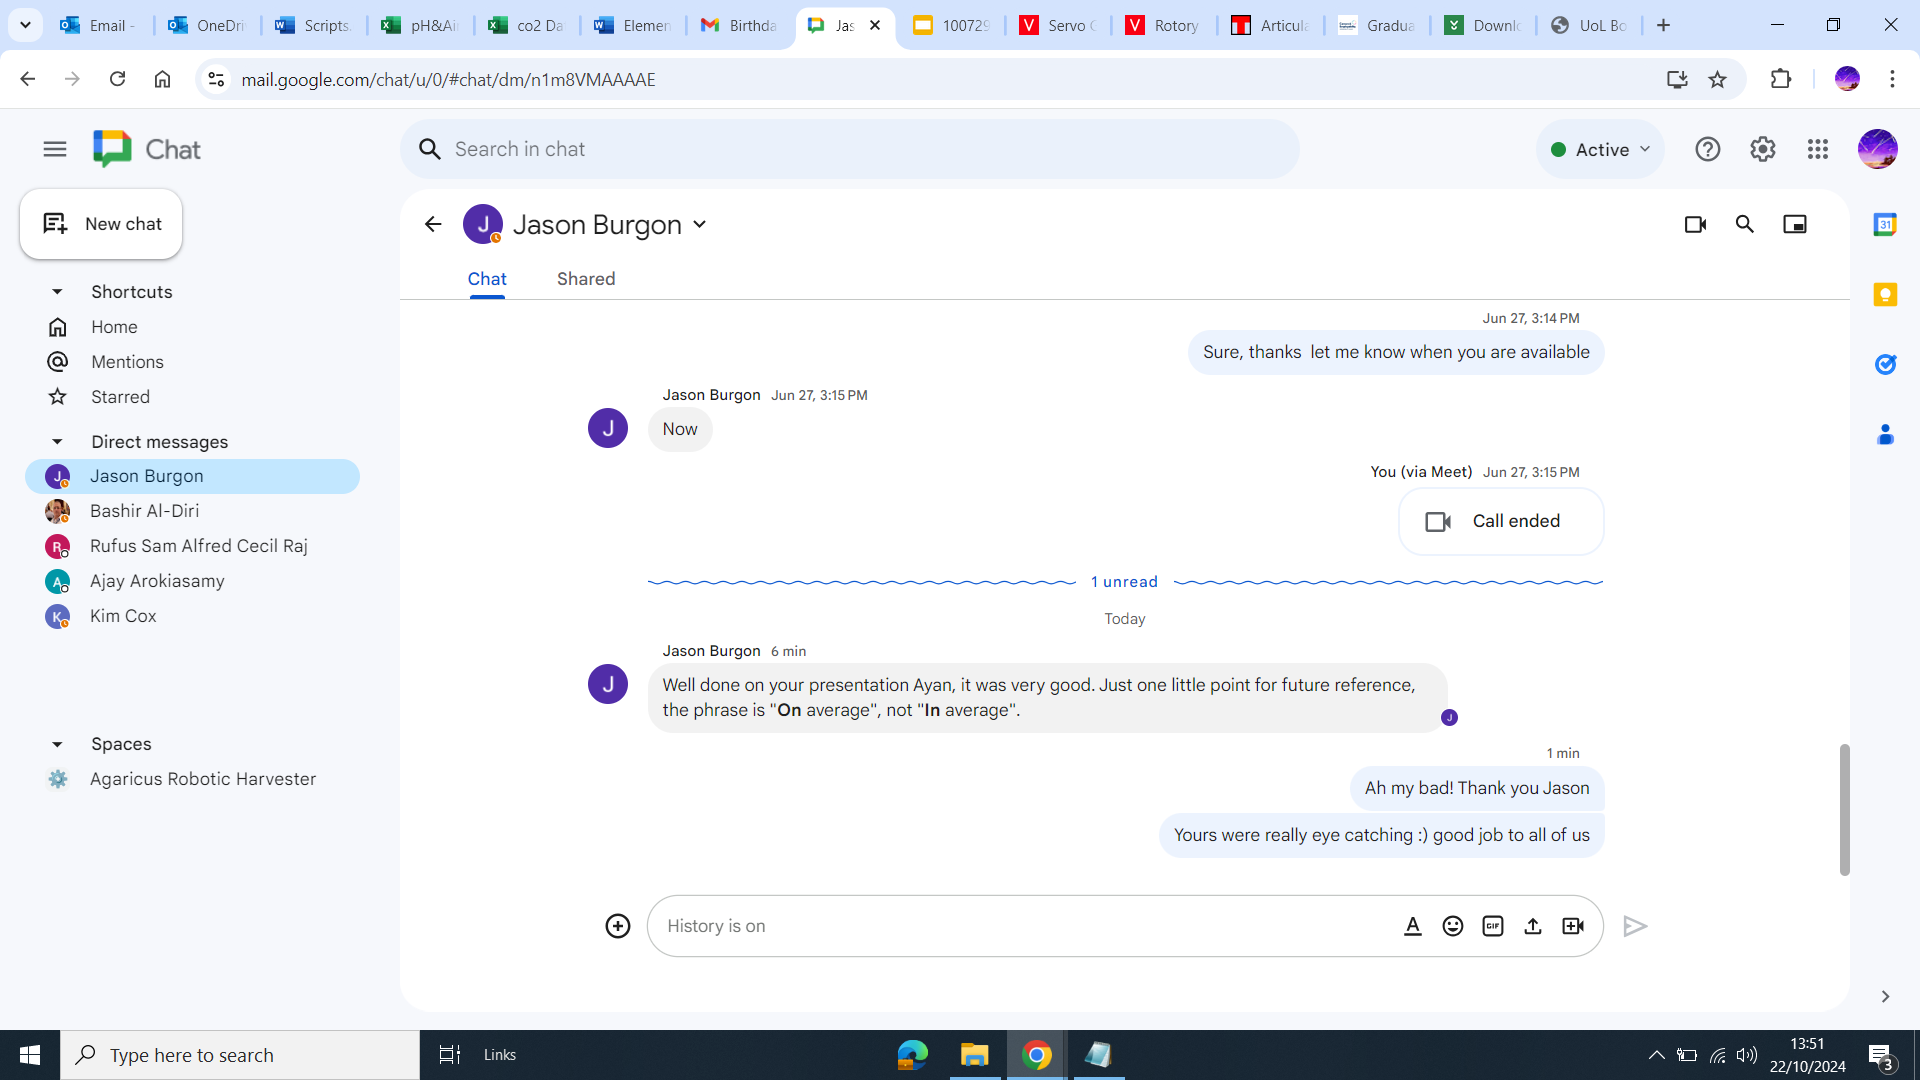 Email -
OneDri
Scripts.
pH&Air
co2 Da
Elemen
Birthda
Jas
100729
Servo C
Rotory
Articula
Gradua
Downlo
UoL Bo
mail.google.com/chat/u/0/#chat/dm/n1m8VMAAAAE
Chat
Search in chat
Active
New chat
Shortcuts
Home
Mentions
Starred
Direct messages
Jason Burgon
Bashir Al-Diri
Rufus Sam Alfred Cecil Raj
Ajay Arokiasamy
Kim Cox
Spaces
Agaricus Robotic Harvester
J Jason Burgon
Chat Shared
Jun 27, 3:14 PM
Sure, thanks  let me know when you are available
Jason Burgon Jun 27, 3:15 PM
J
Now
You (via Meet) Jun 27, 3:15 PM
Call ended
1 unread
Today
Jason Burgon 6 min
J
Well done on your presentation Ayan, it was very good. Just one little point for future reference,
the phrase is "On average", not "In average".
1 min
Ah my bad! Thank you Jason
Yours were really eye catching :) good job to all of us
History is on
GIF
31
Type here to search
Links
13:51
22/10/2024
3